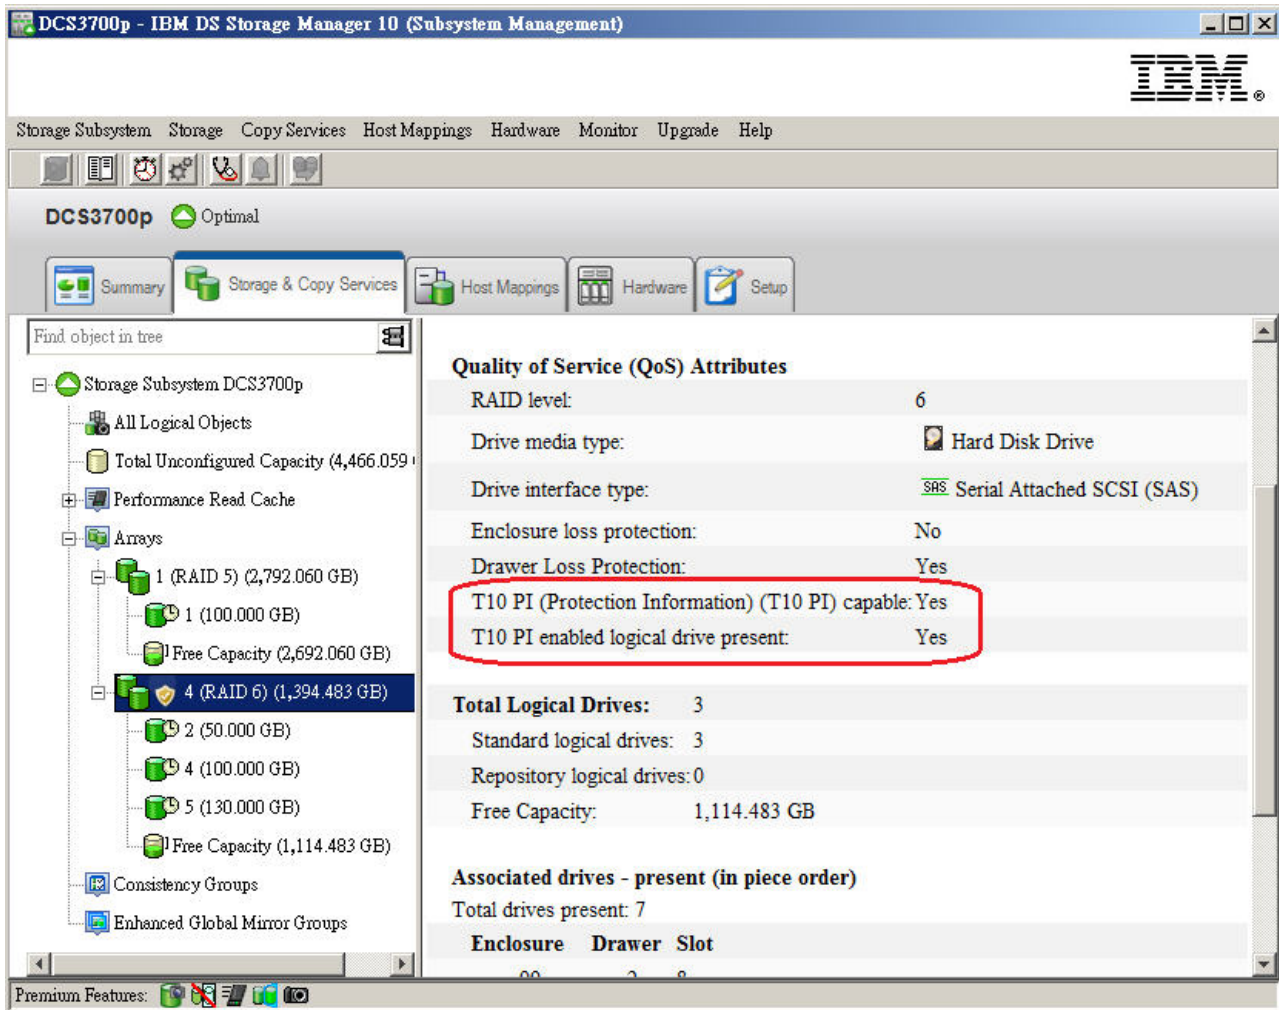 DCS3700p - IBM DS Storage Manager 10 (Subsystem Management)
IBM®
Storage Subsystem Storage Copy Services Host Mappings Hardware Monitor Upgrade Help
DCS3700p Optimal
Summary Storage & Copy Services Host Mappings Hardware Setup
Find object in tree
Storage Subsystem DCS3700p
All Logical Objects
Total Unconfigured Capacity (4,466.059
Performance Read Cache
Arrays
1 (RAID 5) (2,792.060 GB)
1 (100.000 GB)
Free Capacity (2,692.060 GB)
4 (RAID 6) (1,394.483 GB)
2 (50.000 GB)
4 (100.000 GB)
5 (130.000 GB)
Free Capacity (1,114.483 GB)
Consistency Groups
Enhanced Global Mirror Groups
Quality of Service (QoS) Attributes
RAID level: 6
Drive media type: Hard Disk Drive
Drive interface type: SAS Serial Attached SCSI (SAS)
Enclosure loss protection: No
Drawer Loss Protection: Yes
T10 PI (Protection Information) (T10 PI) capable: Yes
T10 PI enabled logical drive present: Yes
Total Logical Drives: 3
Standard logical drives: 3
Repository logical drives: 0
Free Capacity: 1,114.483 GB
Associated drives - present (in piece order)
Total drives present: 7
Enclosure Drawer Slot
Premium Features: